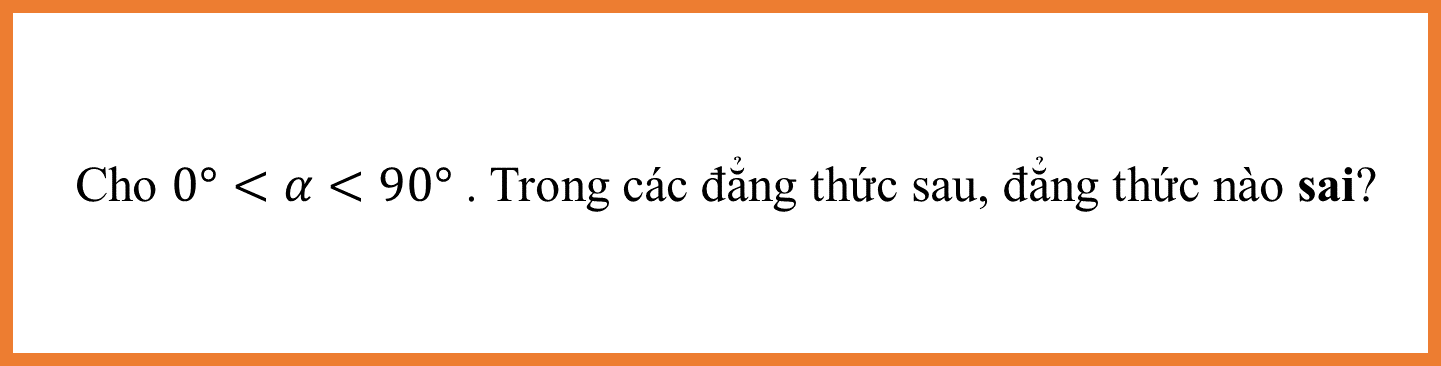 Cho 0° < α < 90° . Trong các đẳng thức sau, đẳng thức nào sai?